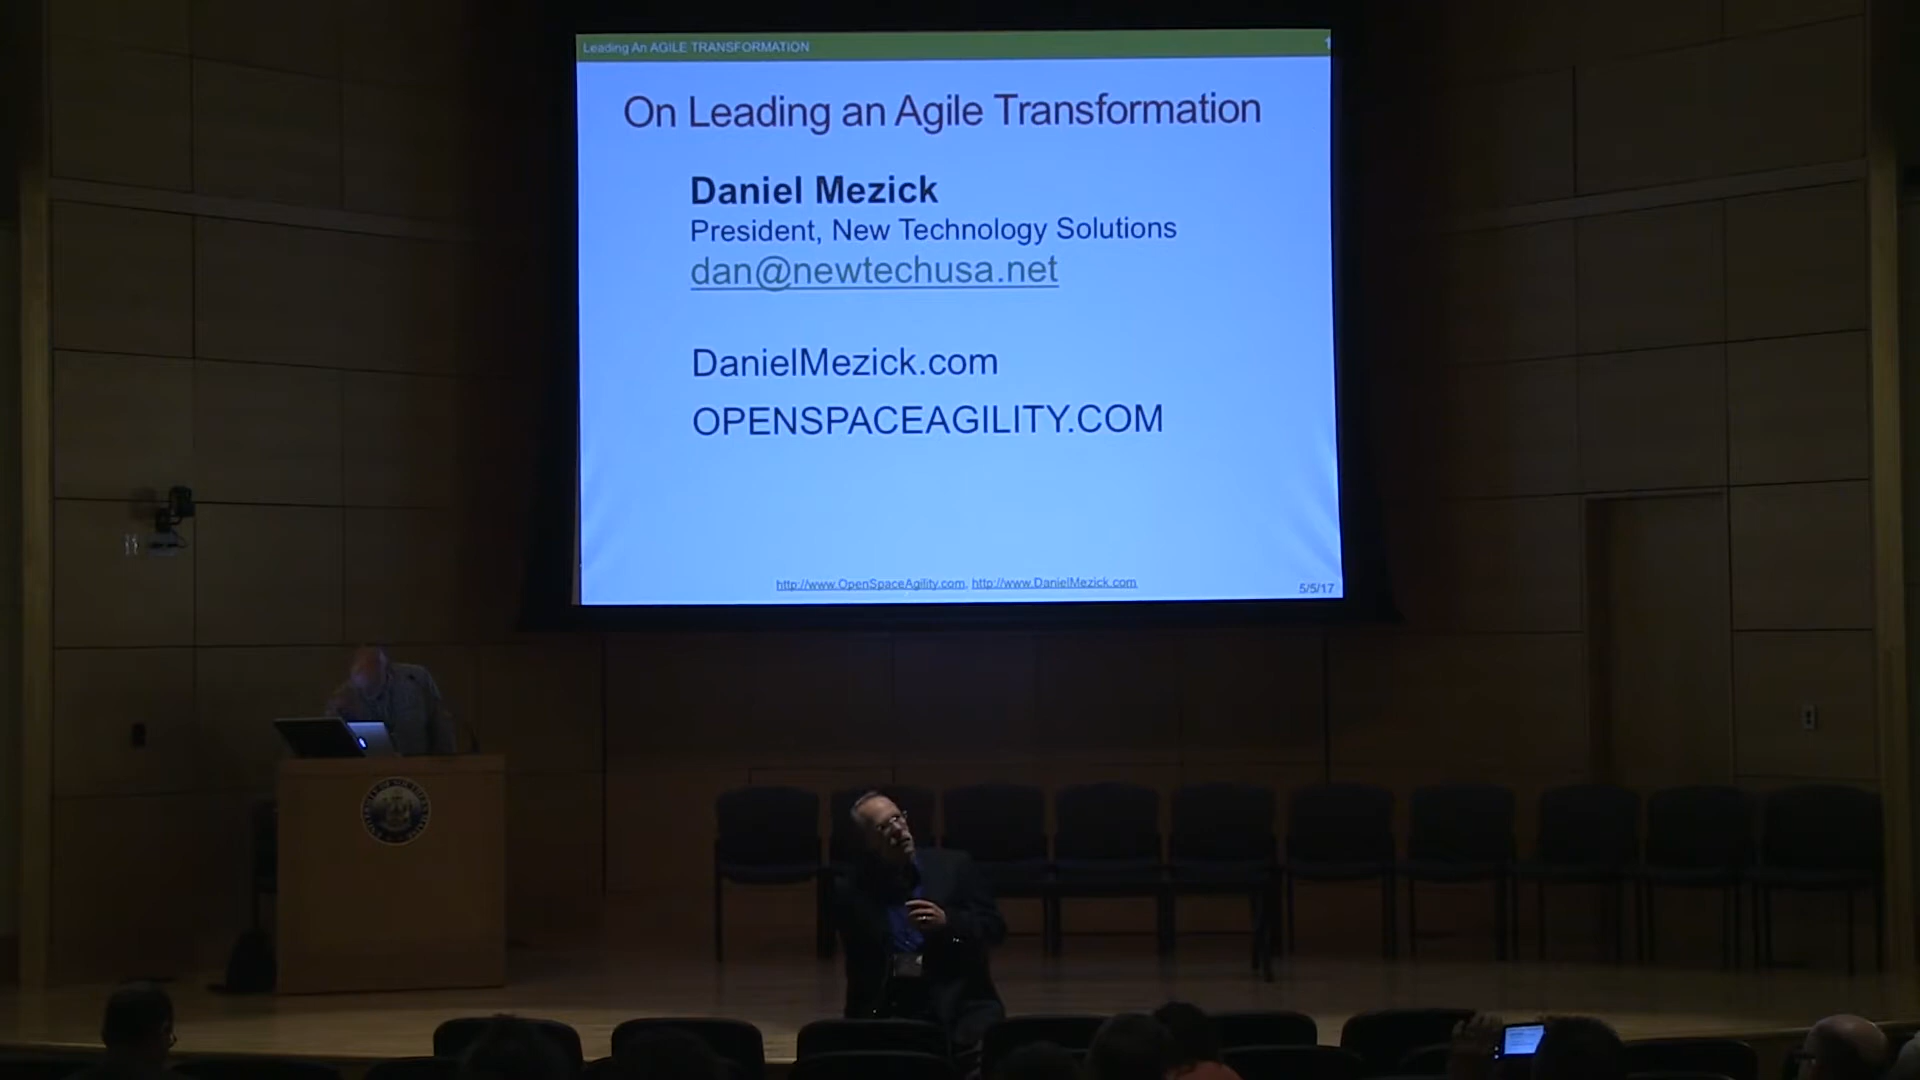 Leading An AGILE TRANSFORMATION 1
On Leading an Agile Transformation
Daniel Mezick
President, New Technology Solutions
dan@newtechusa.net
DanielMezick.com
OPENSPACEAGILITY.COM
http://www.OpenSpaceAgility.com, http://www.DanielMezick.com
5/5/17